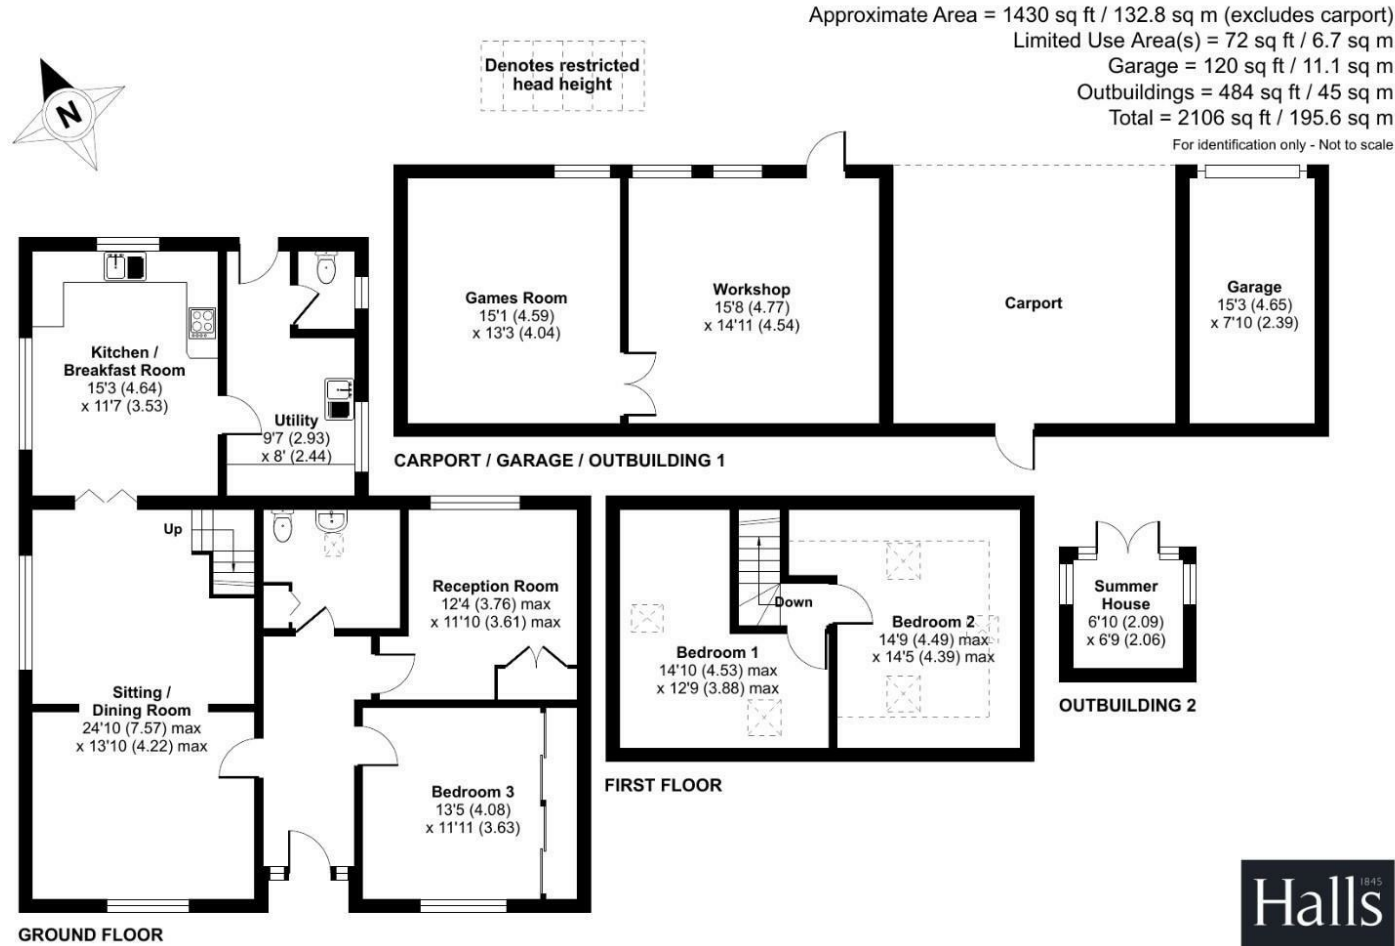 Approximate Area = 1430 sq ft / 132.8 sq m (excludes carport)
Limited Use Area(s) = 72 sq ft / 6.7 sq m
Garage = 120 sq ft / 11.1 sq m
Outbuildings = 484 sq ft / 45 sq m
Total = 2106 sq ft / 195.6 sq m
For identification only - Not to scale
Denotes restricted
head height
N
Games Room
15'1 (4.59)
x 13'3 (4.04)
Workshop
15'8 (4.77)
x 14'11 (4.54)
Carport
Garage
15'3 (4.65)
x 7'10 (2.39)
CARPORT / GARAGE / OUTBUILDING 1
Kitchen /
Breakfast Room
15'3 (4.64)
x 11'7 (3.53)
Utility
9'7 (2.93)
x 8' (2.44)
Up
Reception Room
12'4 (3.76) max
x 11'10 (3.61) max
Sitting /
Dining Room
24'10 (7.57) max
x 13'10 (4.22) max
Bedroom 3
13'5 (4.08)
x 11'11 (3.63)
GROUND FLOOR
Down
Bedroom 1
14'10 (4.53) max
x 12'9 (3.88) max
Bedroom 2
14'9 (4.49) max
x 14'5 (4.39) max
FIRST FLOOR
Summer
House
6'10 (2.09)
x 6'9 (2.06)
OUTBUILDING 2
1845
Halls